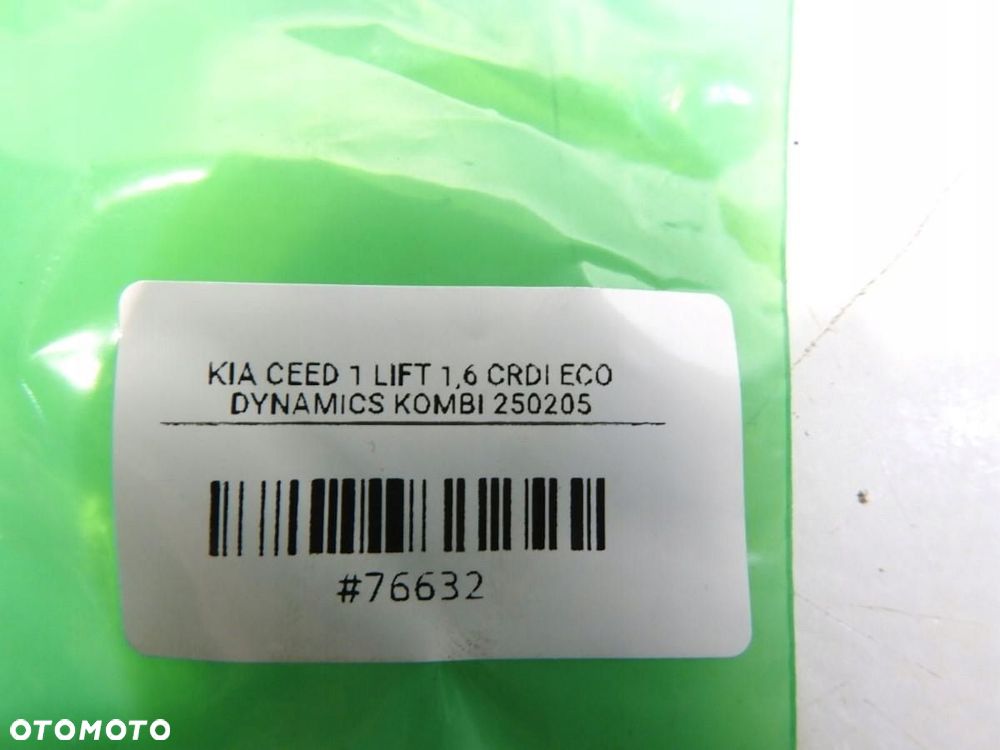 KIA CEED 1 LIFT 1,6 CRDI ECO
DYNAMICS KOMBI 250205
#76632
OTOMOTO